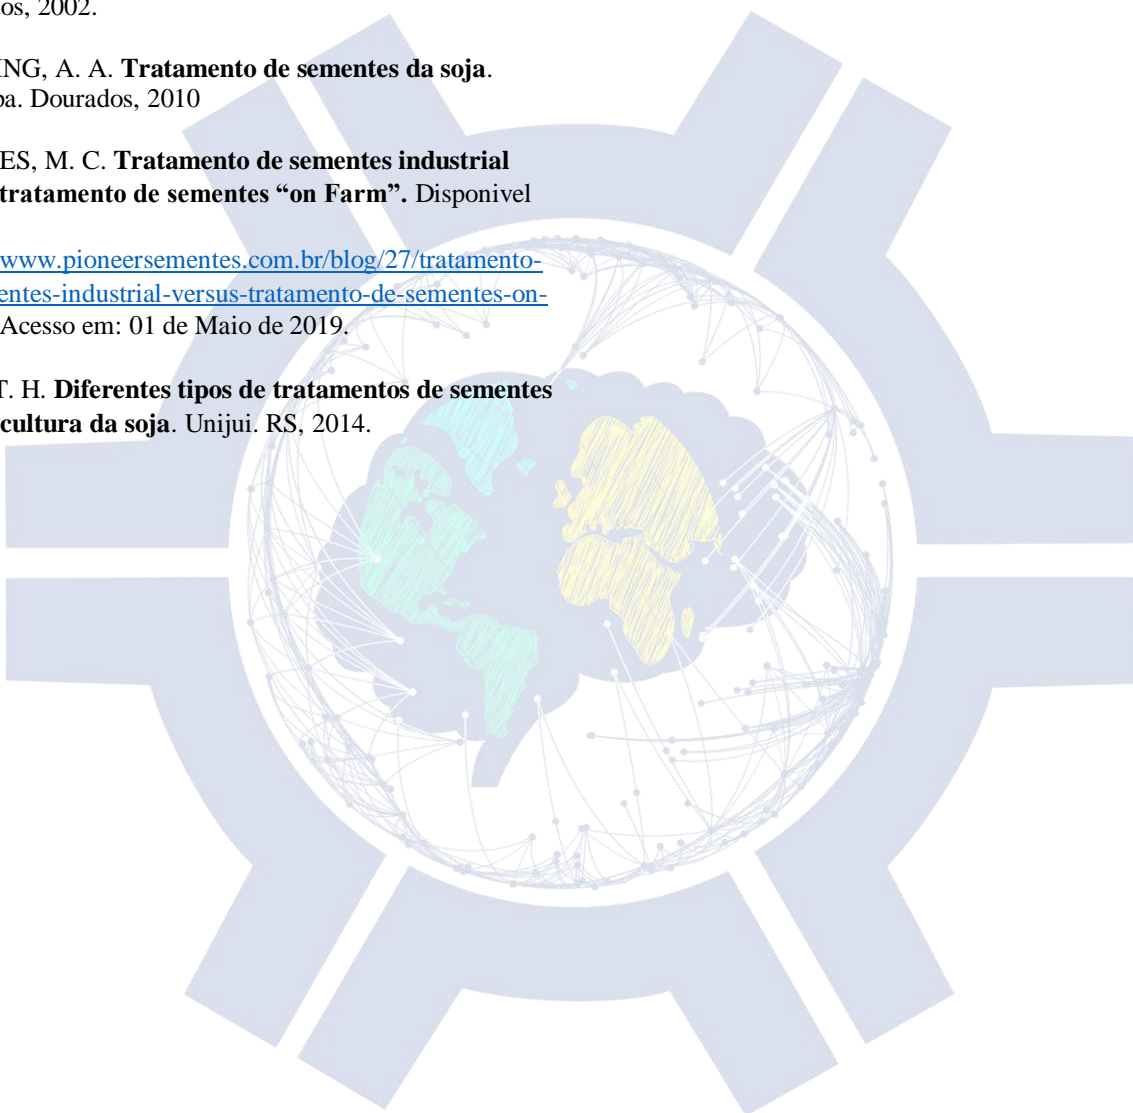 os, 2002.
ING, A. A. Tratamento de sementes da soja.
pa. Dourados, 2010
ES, M. C. Tratamento de sementes industrial
tratamento de sementes “on Farm”. Disponivel
www.pioneersementes.com.br/blog/27/tratamento-
entes-industrial-versus-tratamento-de-sementes-on-
Acesso em: 01 de Maio de 2019.
T. H. Diferentes tipos de tratamentos de sementes
cultura da soja. Unijui. RS, 2014.